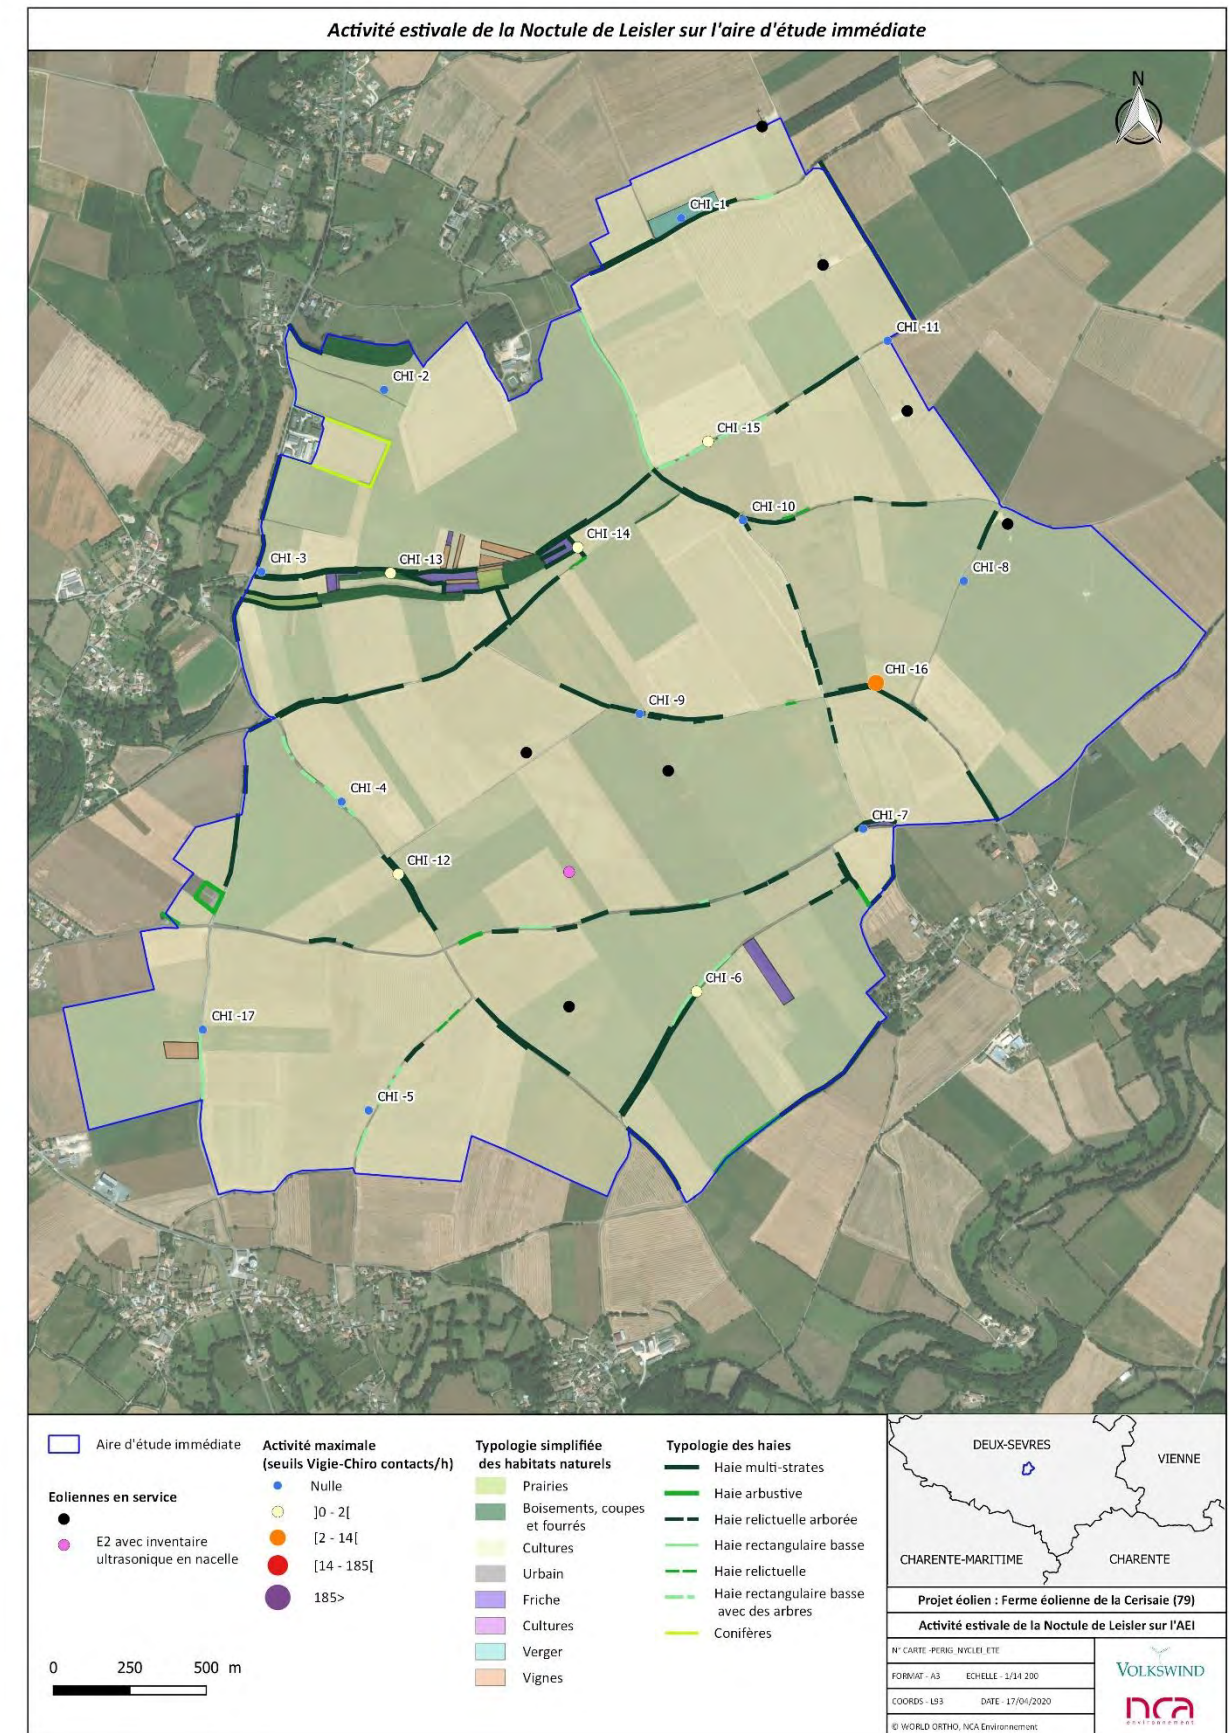 Activité estivale de la Noctule de Leisler sur l'aire d'étude immédiate
N
CHI -1
CHI -11
CHI -2
CHI -15
CHI -10
CHI -14
CHI -3
CHI -13
CHI -8
CHI -16
CHI -9
CHI -4
CHI -7
CHI -12
CHI -6
CHI -17
CHI -5
Aire d'étude immédiate
Eoliennes en service
E2 avec inventaire
ultrasonique en nacelle
0 250 500 m
Activité maximale
(seuils Vigie-Chiro contacts/h)
Nulle
]0 - 2[
[2 - 14[
[14 - 185[
185>
Typologie simplifiée
des habitats naturels
Prairies
Boisements, coupes
et fourrés
Cultures
Urbain
Friche
Cultures
Verger
Vignes
Typologie des haies
Haie multi-strates
Haie arbustive
Haie relictuelle arborée
Haie rectangulaire basse
Haie relictuelle
Haie rectangulaire basse
avec des arbres
Conifères
DEUX-SEVRES
VIENNE
CHARENTE-MARITIME
CHARENTE
Projet éolien : Ferme éolienne de la Cerisaie (79)
Activité estivale de la Noctule de Leisler sur l'AEI
N° CARTE -PERIG_NYCLEI_ETE
FORMAT - A3 ECHELLE - 1/14 200
COORDS - L93 DATE - 17/04/2020
© WORLD ORTHO, NCA Environnement
VOLKSWIND
nca
environnement